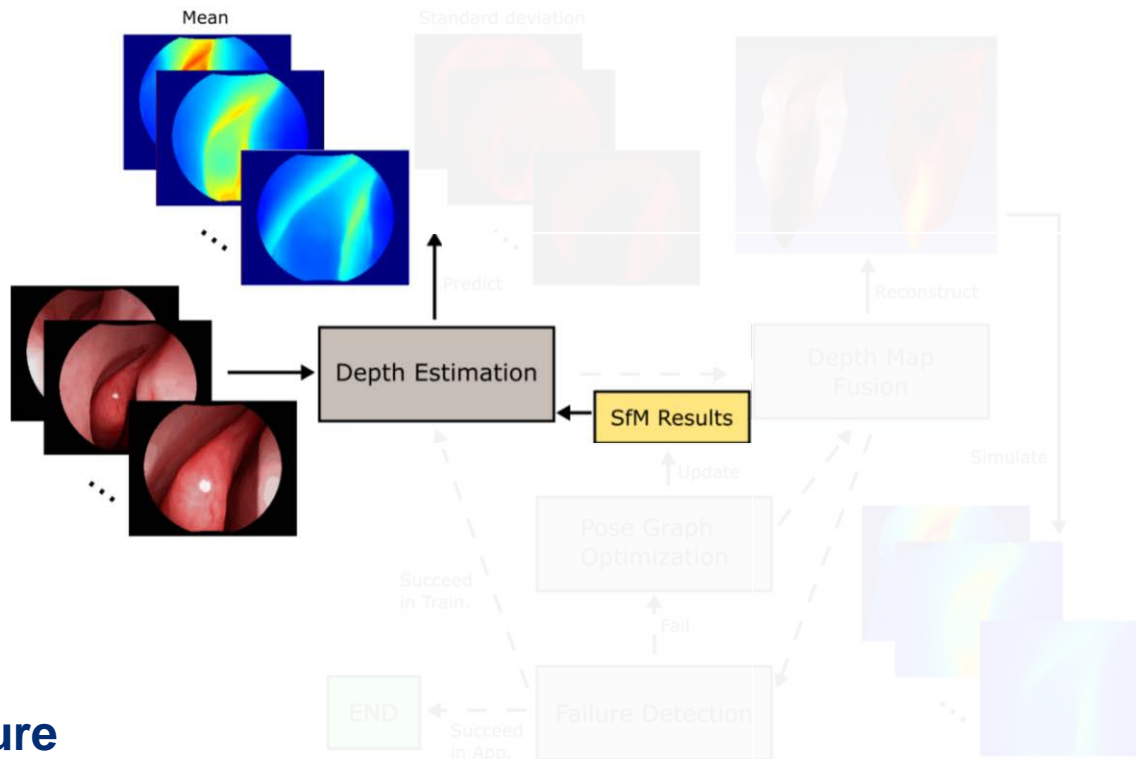 Mean
Standard deviation
Predict
Reconstruct
Depth Estimation
Depth Map
Fusion
SfM Results
Update
Simulate
Pose Graph
Optimization
Succeed
in Train.
Fail
END
Failure Detection
Succeed
in App.
ure